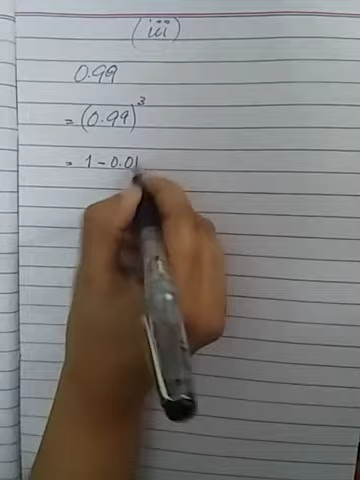 (iii)
0.99
= (0.99)³
= 1 - 0.01